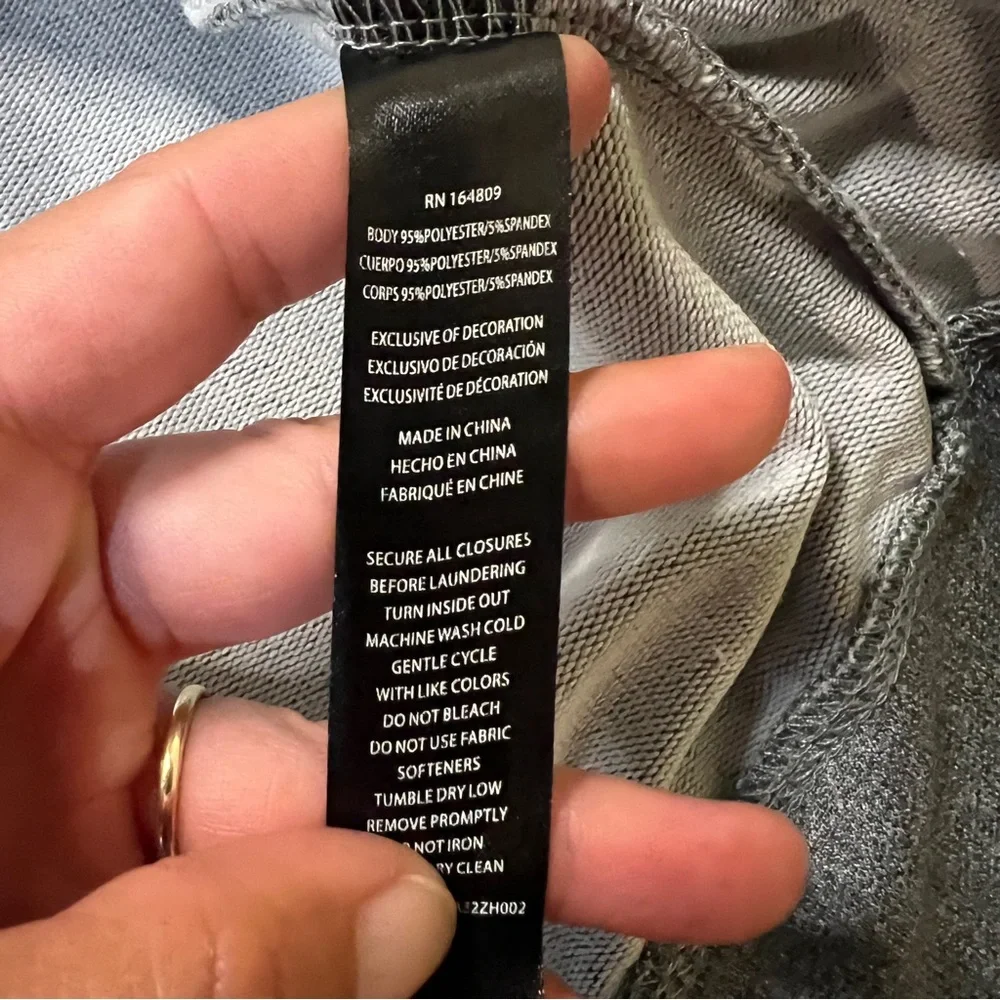 RN 164809
BODY 95%POLYESTER/5%SPANDEX
CUERPO 95%POLYESTER/5%SPANDEX
CORPS 95%POLYESTER/5%SPANDEX
EXCLUSIVE OF DECORATION
EXCLUSIVO DE DECORACIÓN
EXCLUSIVITÉ DE DÉCORATION
MADE IN CHINA
HECHO EN CHINA
FABRIQUÉ EN CHINE
SECURE ALL CLOSURES
BEFORE LAUNDERING
TURN INSIDE OUT
MACHINE WASH COLD
GENTLE CYCLE
WITH LIKE COLORS
DO NOT BLEACH
DO NOT USE FABRIC
SOFTENERS
TUMBLE DRY LOW
REMOVE PROMPTLY
NOT IRON
CLEAN